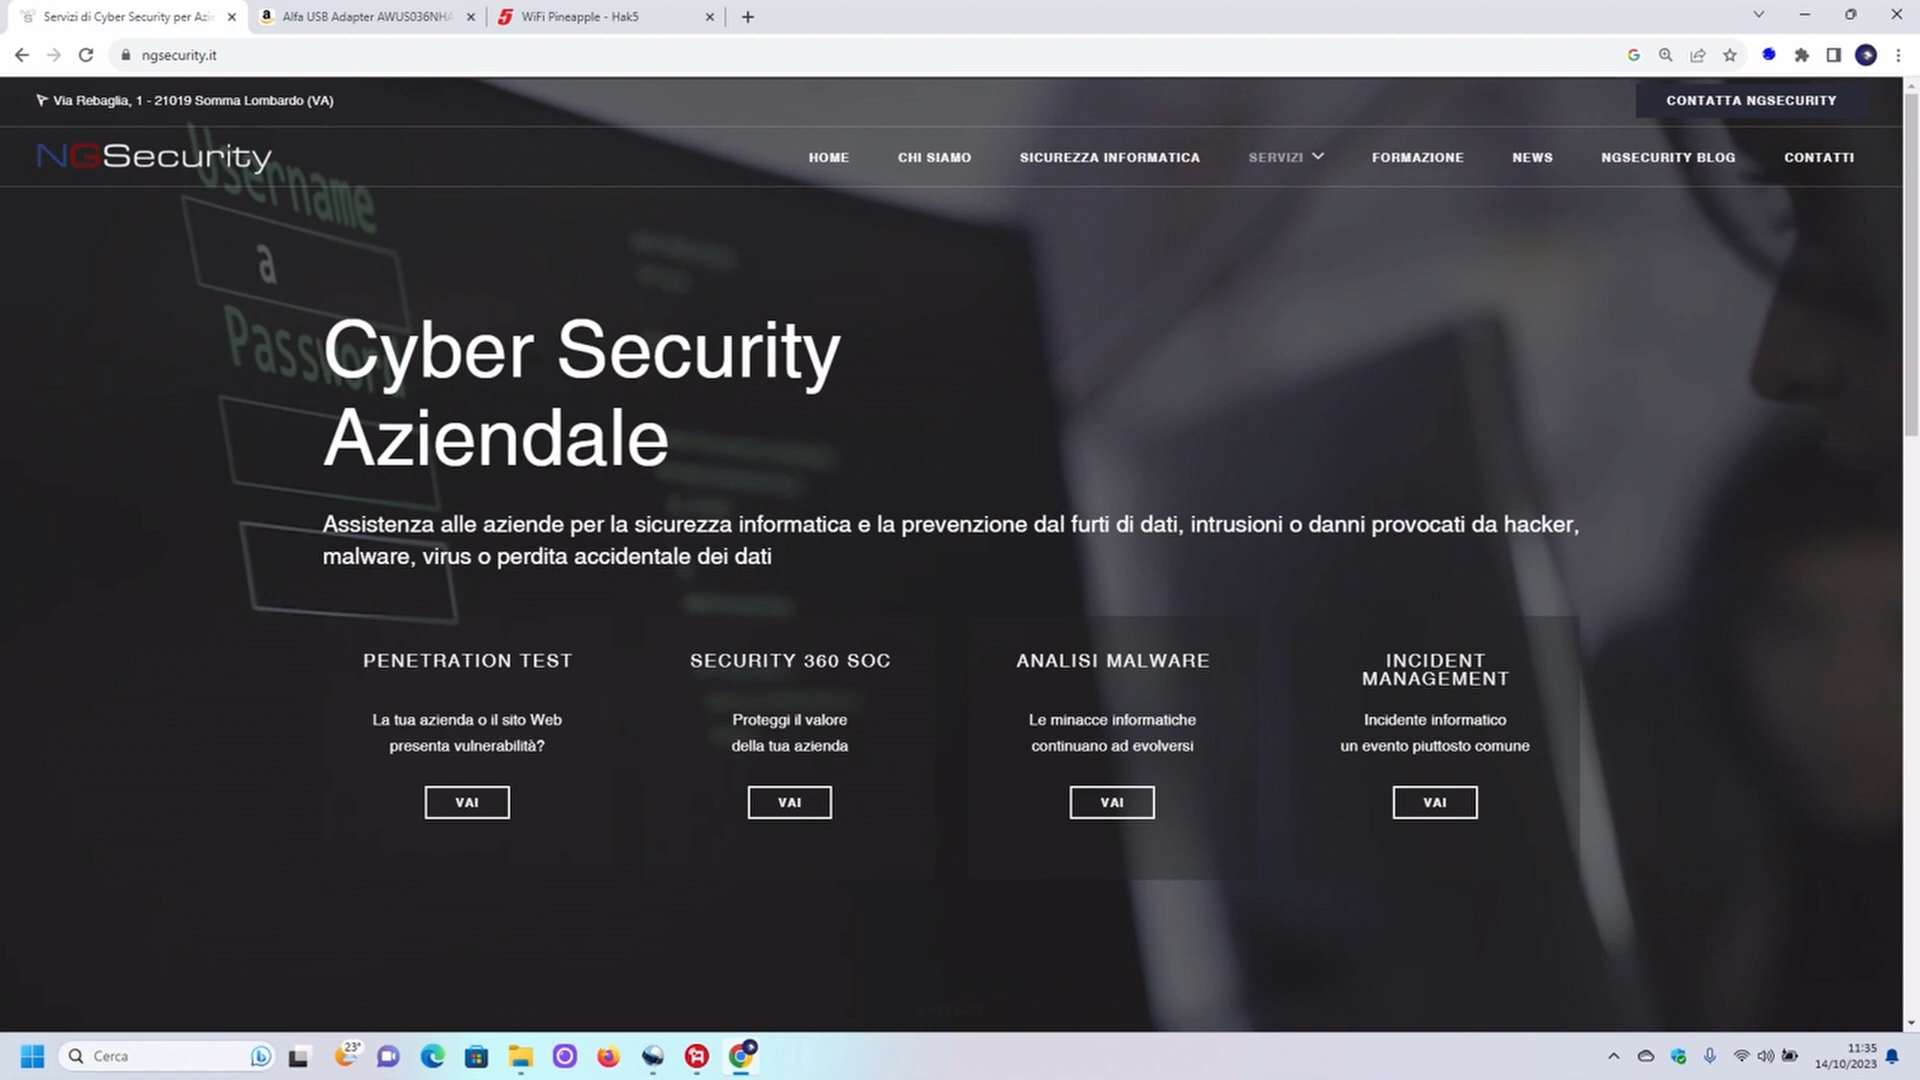 Servizi di Cyber Security per Azie
Alfa USB Adapter AWUS036NHA
WiFi Pineapple - Hak5
ngsecurity.it
Via Rebaglia, 1 - 21019 Somma Lombardo (VA)
CONTATTA NGSECURITY
NGSecurity
HOME
CHI SIAMO
SICUREZZA INFORMATICA
SERVIZI
FORMAZIONE
NEWS
NGSECURITY BLOG
CONTATTI
Username
a
Password
Cyber Security
Aziendale
Assistenza alle aziende per la sicurezza informatica e la prevenzione dal furti di dati, intrusioni o danni provocati da hacker,
malware, virus o perdita accidentale dei dati
PENETRATION TEST
La tua azienda o il sito Web
presenta vulnerabilità?
VAI
SECURITY 360 SOC
Proteggi il valore
della tua azienda
VAI
ANALISI MALWARE
Le minacce informatiche
continuano ad evolversi
VAI
INCIDENT
MANAGEMENT
Incidente informatico
un evento piuttosto comune
VAI
Cerca
23°
11:35
14/10/2023